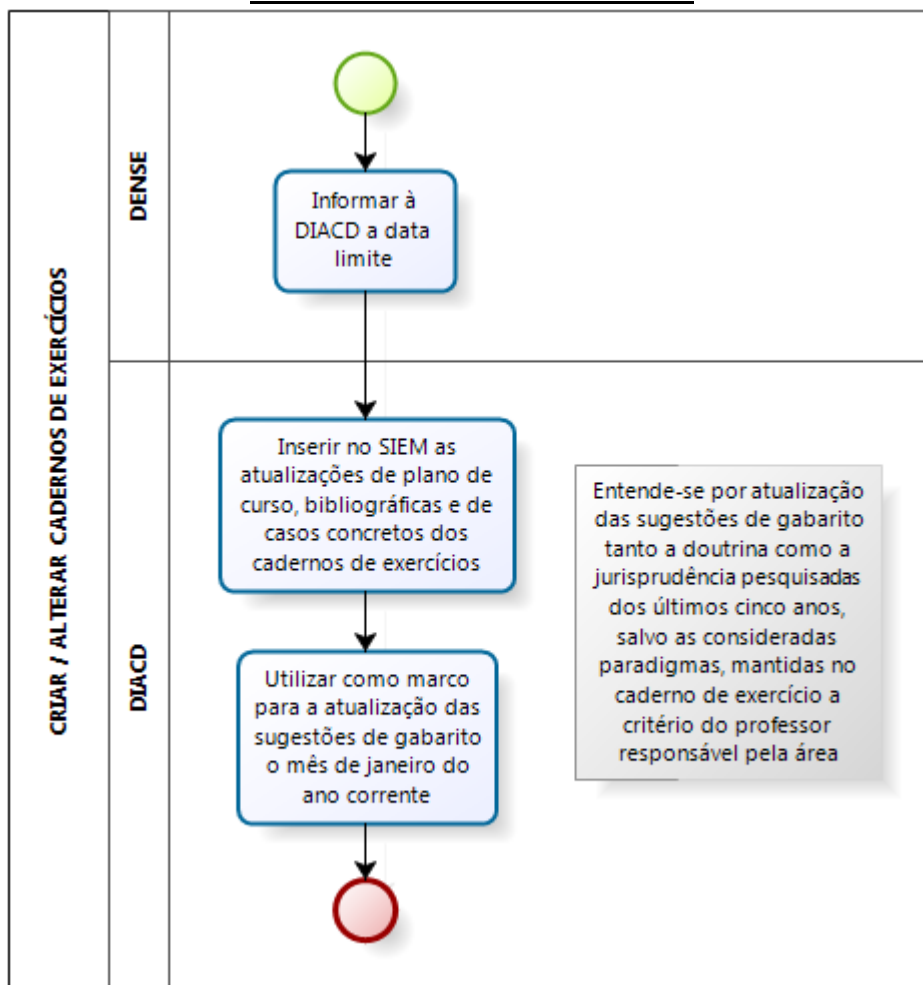 CRIAR / ALTERAR CADERNOS DE EXERCÍCIOS
DENSE
Informar à
DIACD a data
limite
DIACD
Inserir no SIEM as
atualizações de plano de
curso, bibliográficas e de
casos concretos dos
cadernos de exercícios
Utilizar como marco
para a atualização das
sugestões de gabarito
o mês de janeiro do
ano corrente
Entende-se por atualização
das sugestões de gabarito
tanto a doutrina como a
jurisprudência pesquisadas
dos últimos cinco anos,
salvo as consideradas
paradigmas, mantidas no
caderno de exercício a
critério do professor
responsável pela área